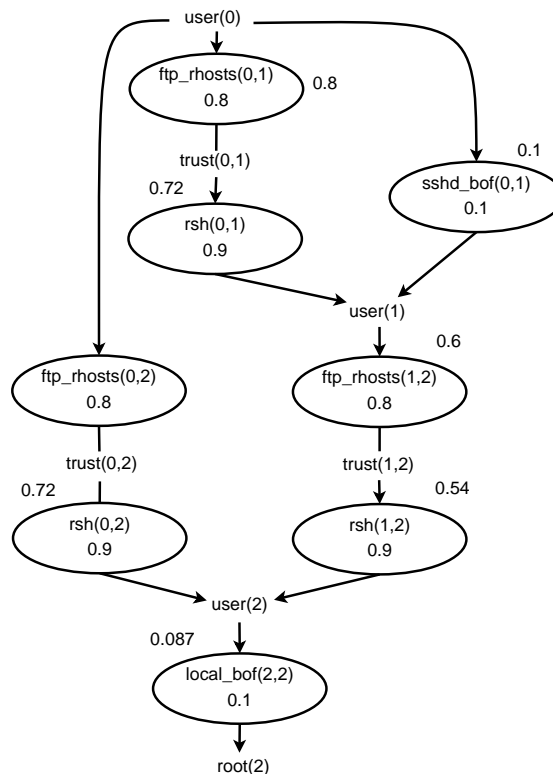 user(0)
ftp_rhosts(0,1)
0.8
0.8
trust(0,1)
0.1
0.72
sshd_bof(0,1)
0.1
rsh(0,1)
0.9
user(1)
0.6
ftp_rhosts(0,2)
0.8
ftp_rhosts(1,2)
0.8
trust(0,2)
trust(1,2)
0.72
0.54
rsh(0,2)
0.9
rsh(1,2)
0.9
user(2)
0.087
local_bof(2,2)
0.1
root(2)